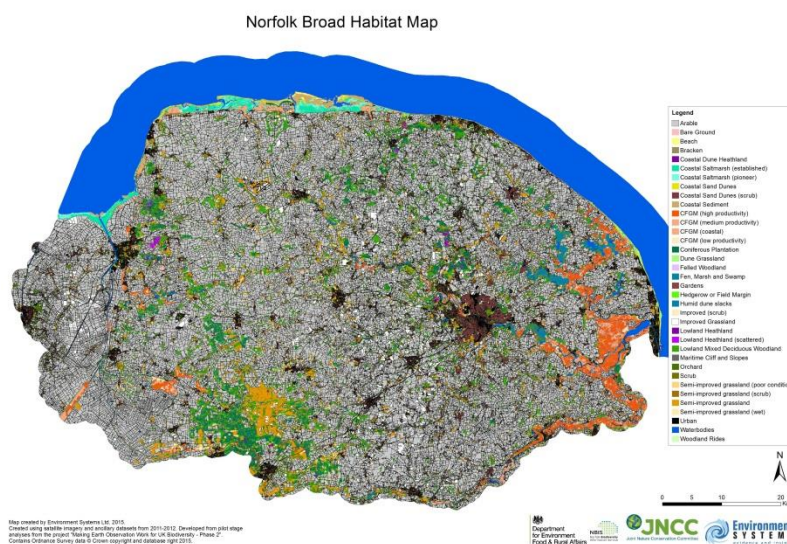 Norfolk Broad Habitat Map
Legend
Arable
Bare Ground
Beach
Bracken
Coastal Dune Heathland
Coastal Saltmarsh (established)
Coastal Saltmarsh (pioneer)
Coastal Sand Dunes
Coastal Sand Dunes (scrub)
Coastal Sediment
CFGM (high productivity)
CFGM (medium productivity)
CFGM (coastal)
CFGM (low productivity)
Coniferous Plantation
Dune Grassland
Felled Woodland
Fen, Marsh and Swamp
Gardens
Hedgerow or Field Margin
Humid dune slacks
Improved (scrub)
Improved Grassland
Lowland Heathland
Lowland Heathland (scattered)
Lowland Mixed Deciduous Woodland
Maritime Cliff and Slopes
Orchard
Scrub
Semi-improved grassland (poor conditio
Semi-improved grassland (scrub)
Semi-improved grassland
Semi-improved grassland (wet)
Urban
Waterbodies
Woodland Rides
N
0 5 10 20
Map created by Environment Systems Ltd. 2015.
Created using satellite imagery and ancillary datasets from 2011-2012. Developed from pilot stage
analyses from the project "Making Earth Observation Work for UK Biodiversity - Phase 2".
Contains Ordnance Survey data © Crown copyright and database right 2015.
Department
for Environment
Food & Rural Affairs
NBIS
JNCC
Joint Nature Conservation Committee
Environmen
SYSTEM